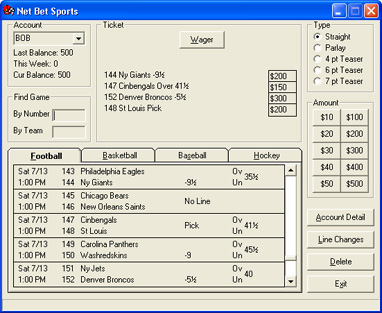 Net Bet Sports
Account
BOB
Last Balance: 500
This Week: 0
Cur Balance: 500
Find Game
By Number
By Team
Ticket
Wager
144 Ny Giants -9½ $200
147 Cinbengals Over 41½ $150
152 Denver Broncos -5½ $300
148 St Louis Pick $200
Type
Straight
Parlay
4 pt Teaser
6 pt Teaser
7 pt Teaser
Amount
$10 $100
$20 $200
$30 $300
$40 $400
$50 $500
Football Basketball Baseball Hockey
Sat 7/13 143 Philadelphia Eagles Ov 35½
1:00 PM 144 Ny Giants -9½ Un
Sat 7/13 145 Chicago Bears No Line
1:00 PM 146 New Orleans Saints
Sat 7/13 147 Cinbengals Pick Ov 41½
1:00 PM 148 St Louis Un
Sat 7/13 149 Carolina Panthers Ov 45½
1:00 PM 150 Washredskins -9 Un
Sat 7/13 151 Ny Jets Ov 40
1:00 PM 152 Denver Broncos -5½ Un
Account Detail
Line Changes
Delete
Exit